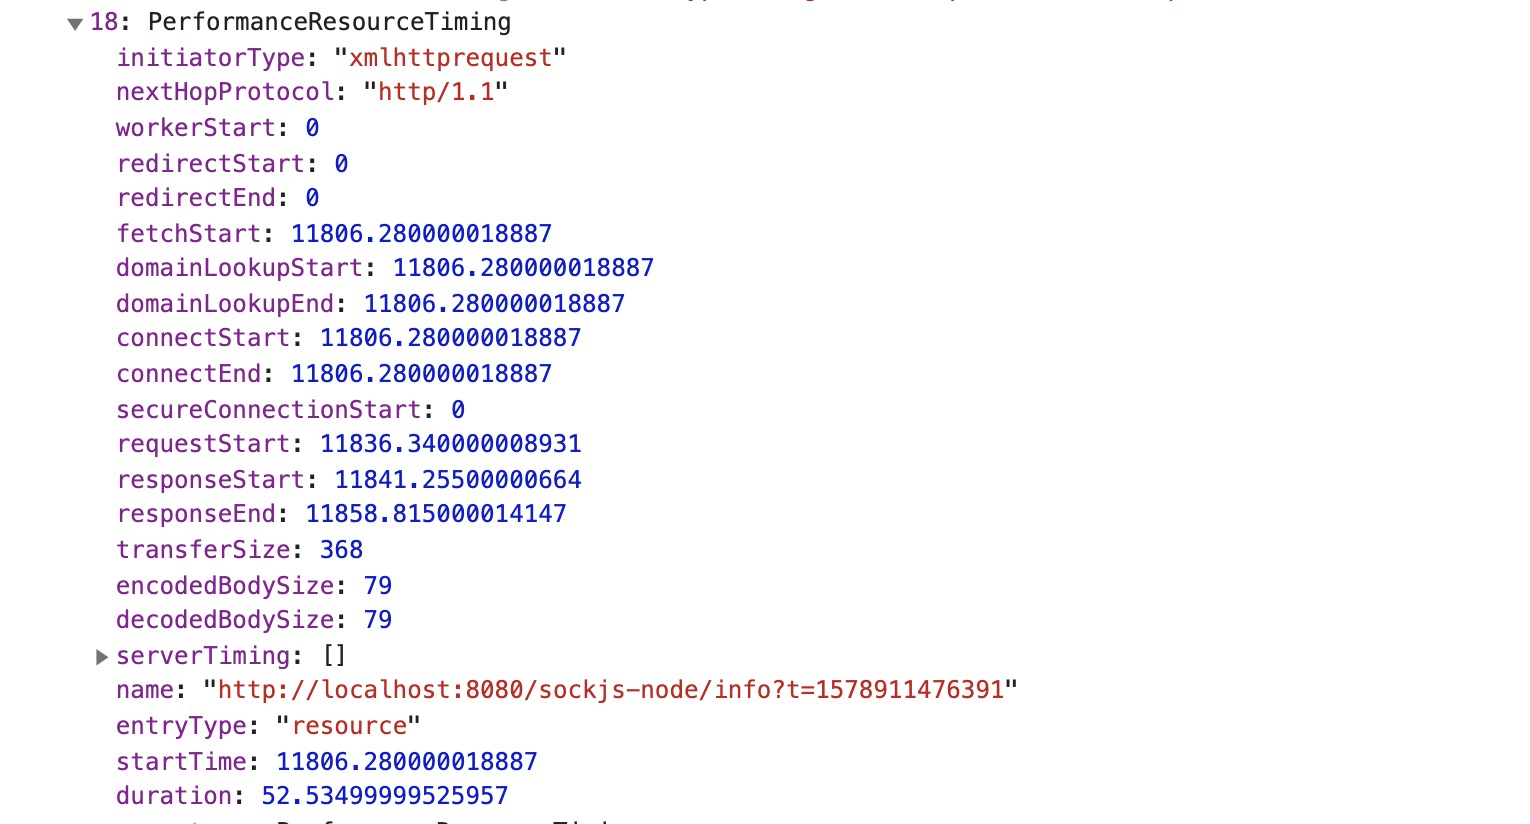 18: PerformanceResourceTiming
initiatorType: "xmlhttprequest"
nextHopProtocol: "http/1.1"
workerStart: 0
redirectStart: 0
redirectEnd: 0
fetchStart: 11806.280000018887
domainLookupStart: 11806.280000018887
domainLookupEnd: 11806.280000018887
connectStart: 11806.280000018887
connectEnd: 11806.280000018887
secureConnectionStart: 0
requestStart: 11836.340000008931
responseStart: 11841.25500000664
responseEnd: 11858.815000014147
transferSize: 368
encodedBodySize: 79
decodedBodySize: 79
serverTiming: []
name: "http://localhost:8080/sockjs-node/info?t=1578911476391"
entryType: "resource"
startTime: 11806.280000018887
duration: 52.53499999525957